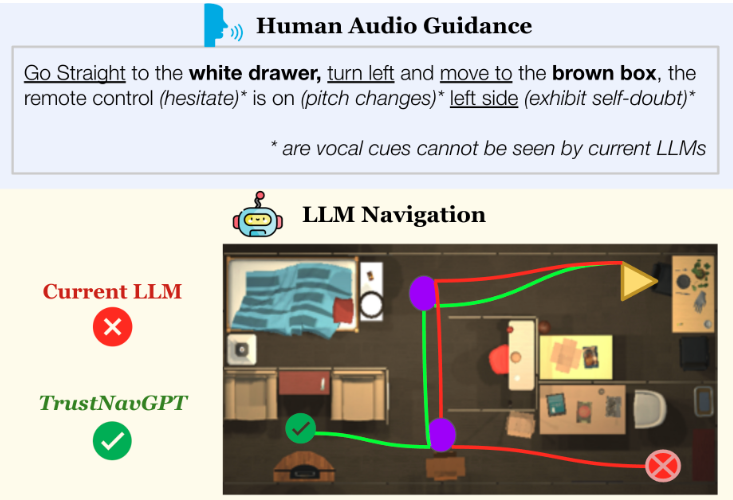 Human Audio Guidance
Go Straight to the white drawer, turn left and move to the brown box, the
remote control (hesitate)* is on (pitch changes)* left side (exhibit self-doubt)*
* are vocal cues cannot be seen by current LLMs
LLM Navigation
Current LLM
TrustNavGPT